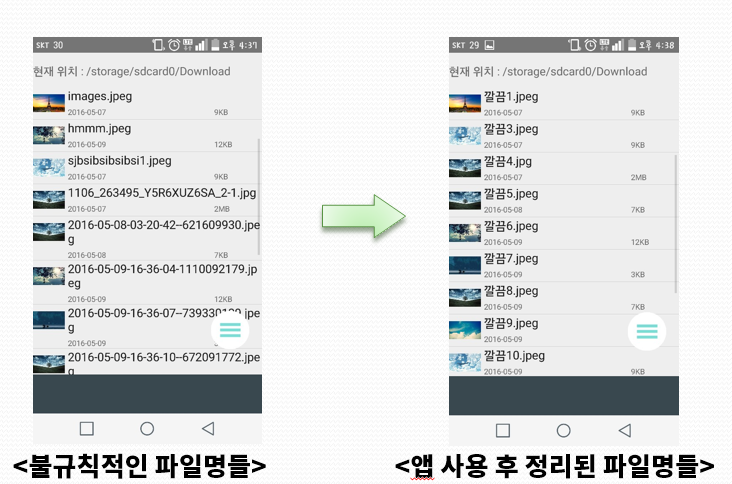 SKT 30
오후 4:37
현재 위치 : /storage/sdcard0/Download
images.jpeg
2016-05-07 9KB
hmmm.jpeg
2016-05-09 12KB
sjbsibsibsibsi1.jpeg
2016-05-07 9KB
1106_263495_Y5R6XUZ6SA_2-1.jpg
2016-05-07 2MB
2016-05-08-03-20-42--621609930.jpe
g
2016-05-08 7KB
2016-05-09-16-36-04-1110092179.jp
eg
2016-05-09 12KB
2016-05-09-16-36-07--739330130.jpe
g
2016-05-09
2016-05-09-16-36-10--672091772.jpe
g
<불규칙적인 파일명들>
SKT 29
오후 4:38
현재 위치 : /storage/sdcard0/Download
깔끔1.jpeg
2016-05-07 9KB
깔끔3.jpeg
2016-05-07 9KB
깔끔4.jpg
2016-05-07 2MB
깔끔5.jpeg
2016-05-08 7KB
깔끔6.jpeg
2016-05-09 12KB
깔끔7.jpeg
2016-05-09 3KB
깔끔8.jpeg
2016-05-09 7KB
깔끔9.jpeg
2016-05-09
깔끔10.jpeg
2016-05-09 9KB
<앱 사용 후 정리된 파일명들>